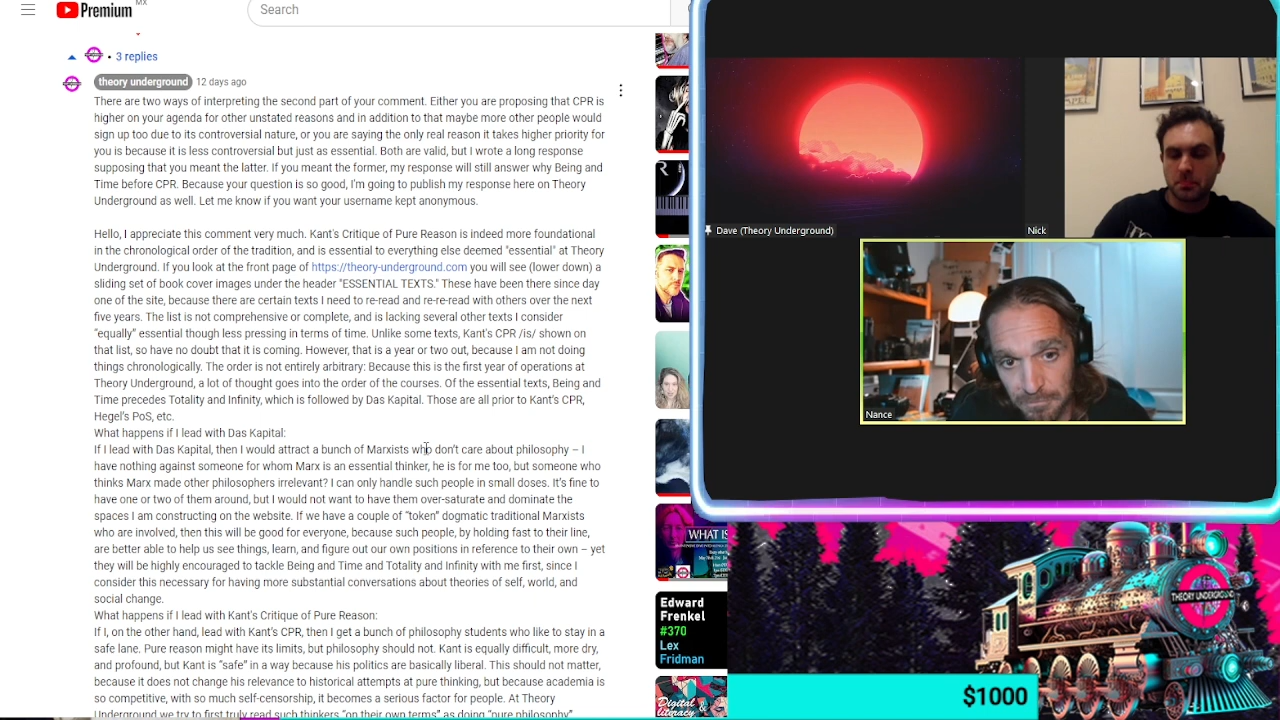 MX
Premium
Search
3 replies
theory underground 12 days ago
There are two ways of interpreting the second part of your comment. Either you are proposing that CPR is
higher on your agenda for other unstated reasons and in addition to that maybe more other people would
sign up too due to its controversial nature, or you are saying the only real reason it takes higher priority for
you is because it is less controversial but just as essential. Both are valid, but I wrote a long response
supposing that you meant the latter. If you meant the former, my response will still answer why Being and
Time before CPR. Because your question is so good, I'm going to publish my response here on Theory
Underground as well. Let me know if you want your username kept anonymous.
Hello, I appreciate this comment very much. Kant's Critique of Pure Reason is indeed more foundational
in the chronological order of the tradition, and is essential to everything else deemed "essential" at Theory
Underground. If you look at the front page of https://theory-underground.com you will see (lower down) a
sliding set of book cover images under the header "ESSENTIAL TEXTS." These have been there since day
one of the site, because there are certain texts I need to re-read and re-re-read with others over the next
five years. The list is not comprehensive or complete, and is lacking several other texts I consider
“equally” essential though less pressing in terms of time. Unlike some texts, Kant's CPR /is/ shown on
that list, so have no doubt that it is coming. However, that is a year or two out, because I am not doing
things chronologically. The order is not entirely arbitrary: Because this is the first year of operations at
Theory Underground, a lot of thought goes into the order of the courses. Of the essential texts, Being and
Time precedes Totality and Infinity, which is followed by Das Kapital. Those are all prior to Kant's CPR,
Hegel's PoS, etc.
What happens if I lead with Das Kapital:
If I lead with Das Kapital, then I would attract a bunch of Marxists who don't care about philosophy – I
have nothing against someone for whom Marx is an essential thinker, he is for me too, but someone who
thinks Marx made other philosophers irrelevant? I can only handle such people in small doses. It's fine to
have one or two of them around, but I would not want to have them over-saturate and dominate the
spaces I am constructing on the website. If we have a couple of “token” dogmatic traditional Marxists
who are involved, then this will be good for everyone, because such people, by holding fast to their line,
are better able to help us see things, learn, and figure out our own positions in reference to their own – yet
they will be highly encouraged to tackle Being and Time and Totality and Infinity with me first, since I
consider this necessary for having more substantial conversations about theories of self, world, and
social change.
What happens if I lead with Kant's Critique of Pure Reason:
If I, on the other hand, lead with Kant's CPR, then I get a bunch of philosophy students who like to stay in a
safe lane. Pure reason might have its limits, but philosophy should not. Kant is equally difficult, more dry,
and profound, but Kant is “safe” in a way because his politics are basically liberal. This should not matter,
because it does not change his relevance to historical attempts at pure thinking, but because academia is
so competitive, with so much self-censorship, it becomes a serious factor for people. At Theory
Underground we try to first truly read such thinkers “on their own terms” as doing “pure philosophy”
WHAT IS
Edward
Frenkel
#370
Lex
Fridman
Digital
literacy
Dave (Theory Underground)
Nick
Nance
THEORY UNDERGROUND
$1000